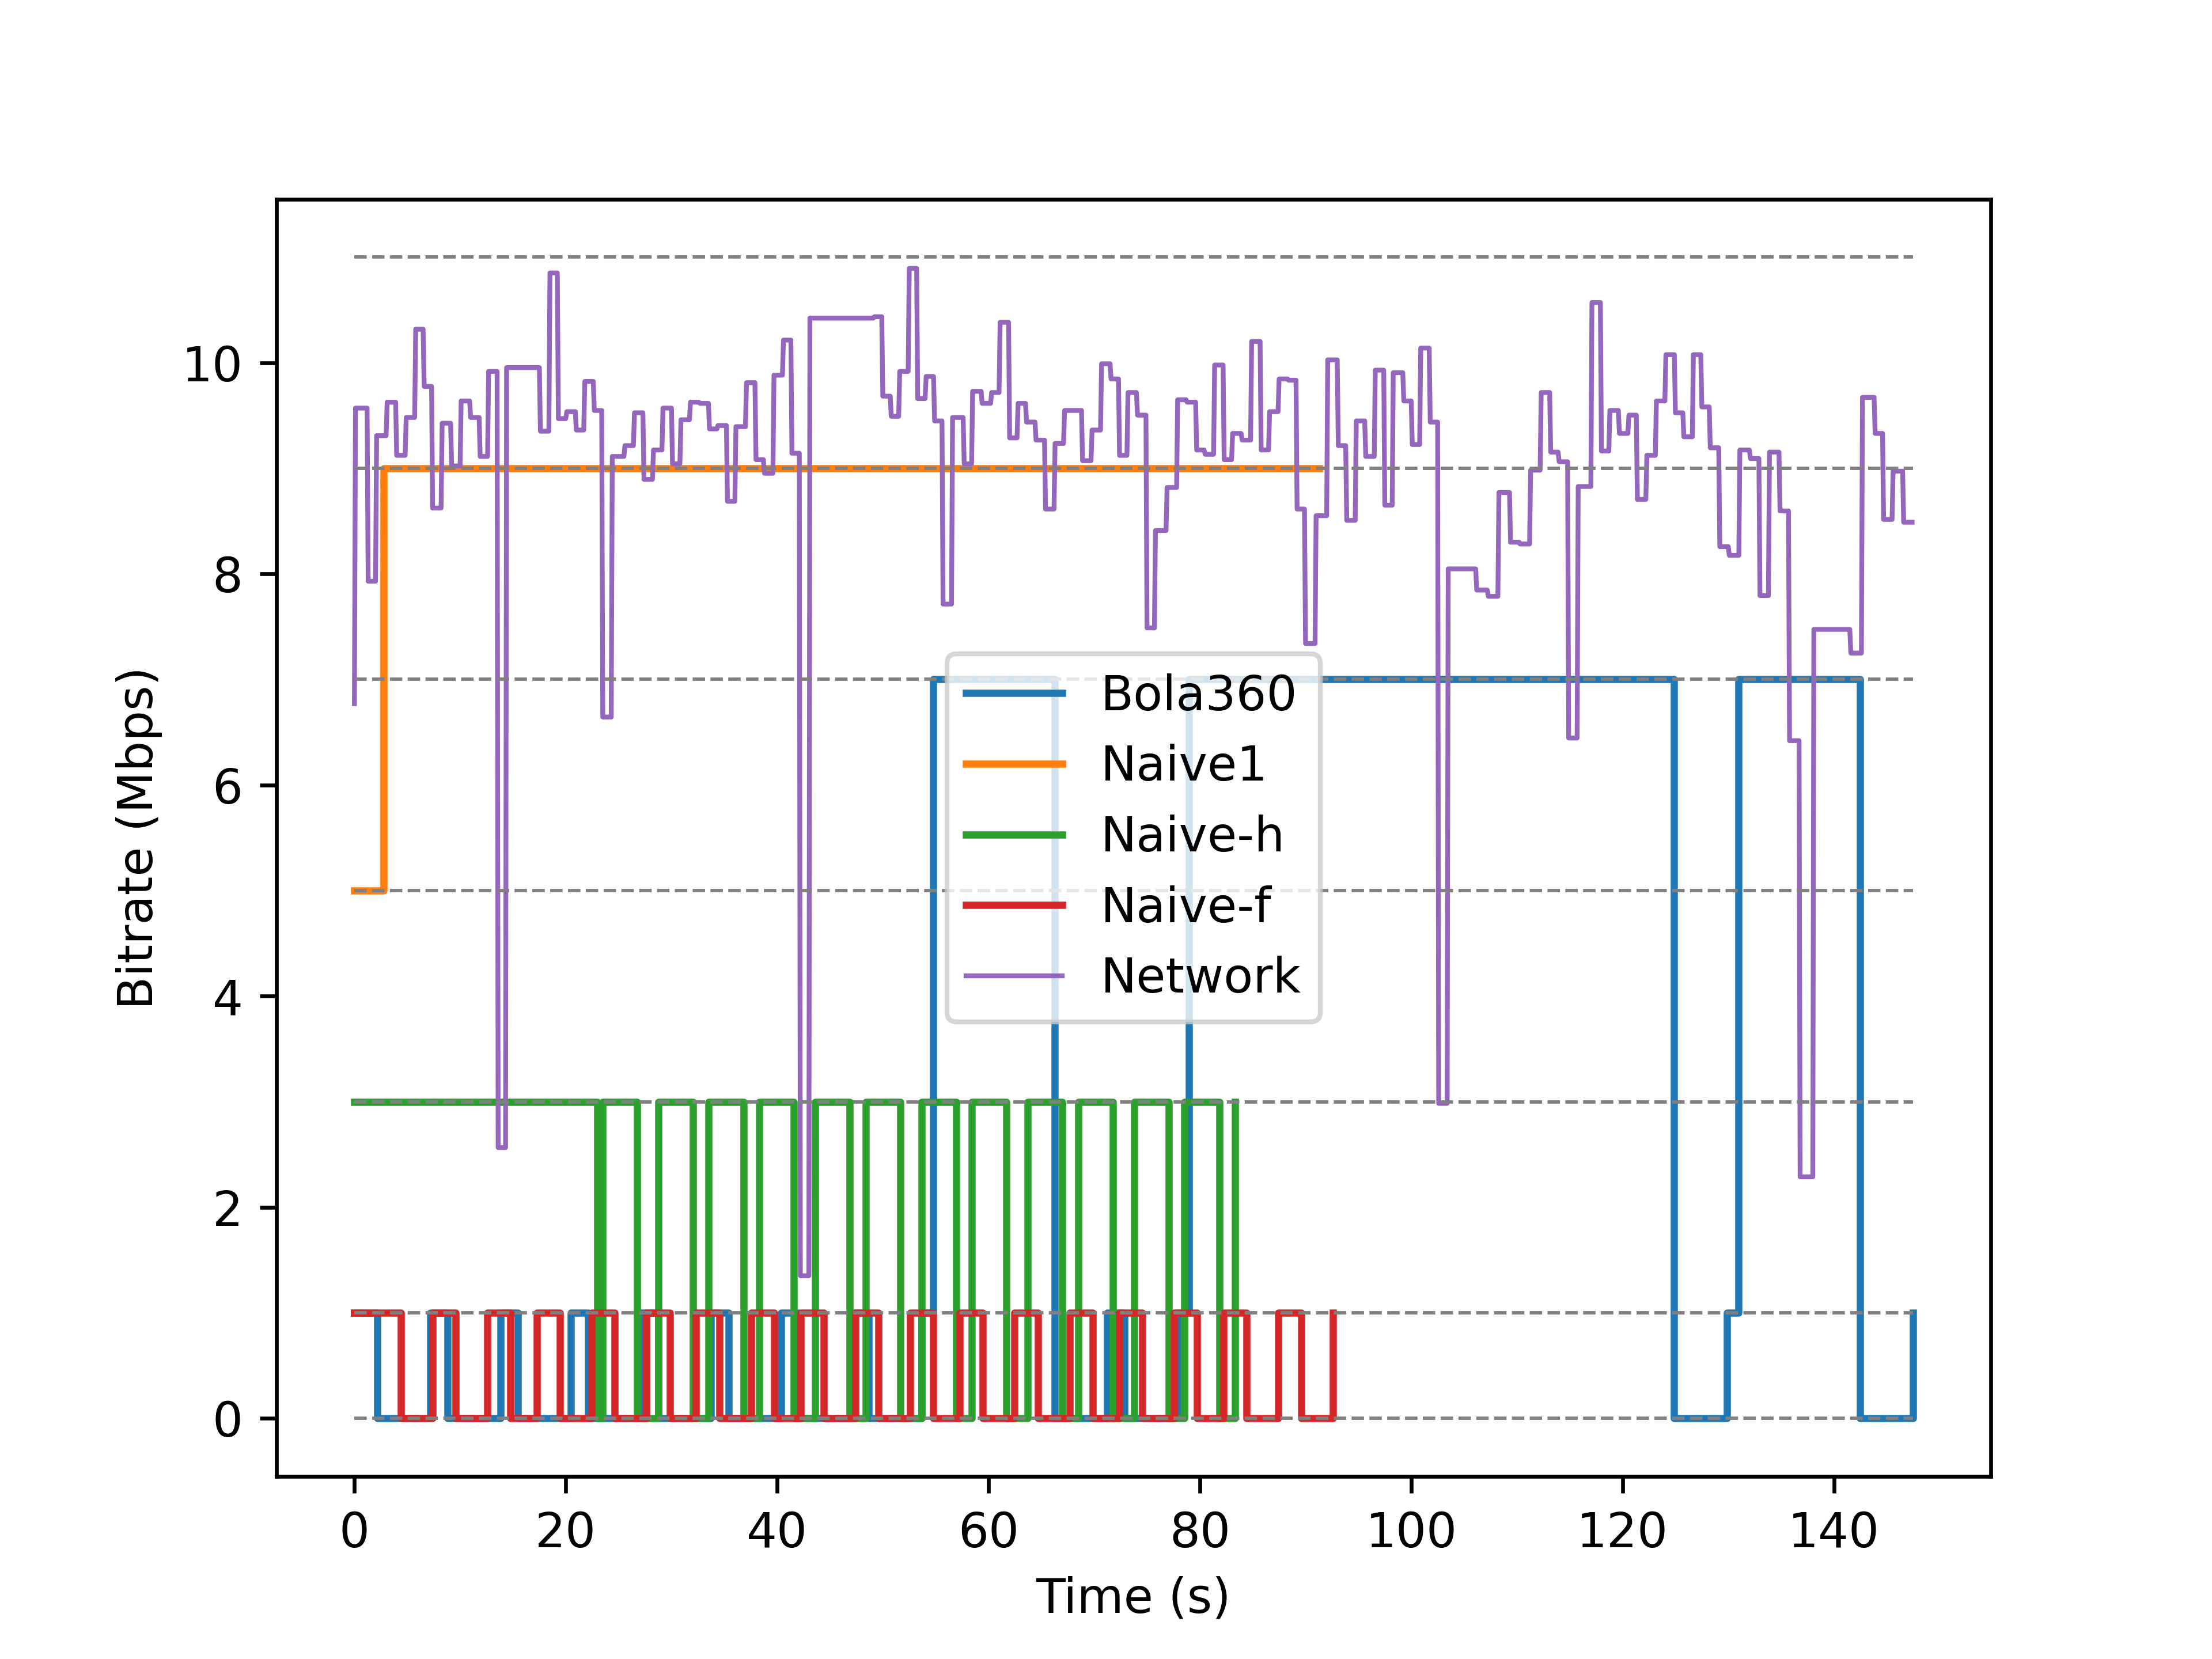 Bitrate (Mbps)
10
8
6
4
2
0
Bola360
Naive1
Naive-h
Naive-f
Network
0 20 40 60 80 100 120 140
Time (s)